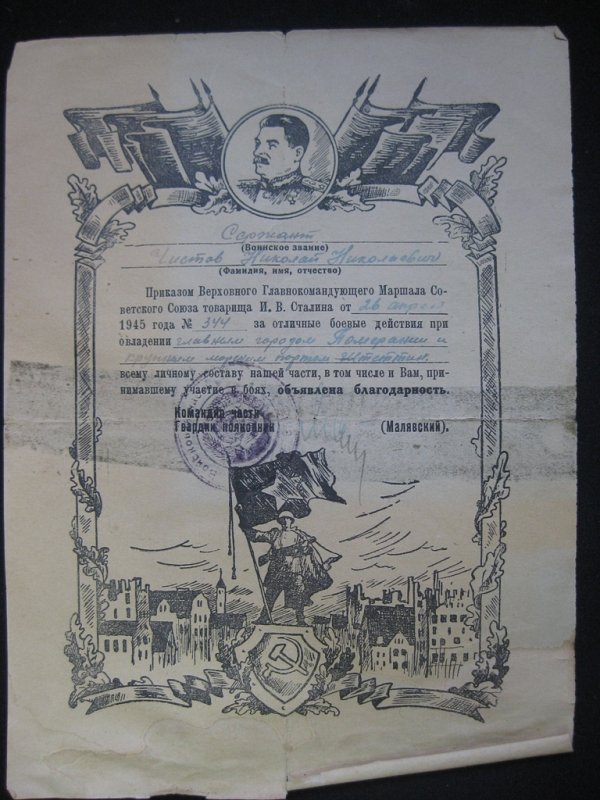 Сержант
(Воинское звание)
Чистов Николай Николаевич
(Фамилия, имя, отчество)
Приказом Верховного Главнокомандующего Маршала Со-
ветского Союза товарища И. В. Сталина от 26 апреля
1945 года № 344 за отличные боевые действия при
овладении главным городом Померании и
крупным морским портом Штеттин,
всему личному составу нашей части, в том числе и Вам, при-
нимавшему участие в боях, объявлена благодарность.
Командир части
Гвардии полковник (Малявский).